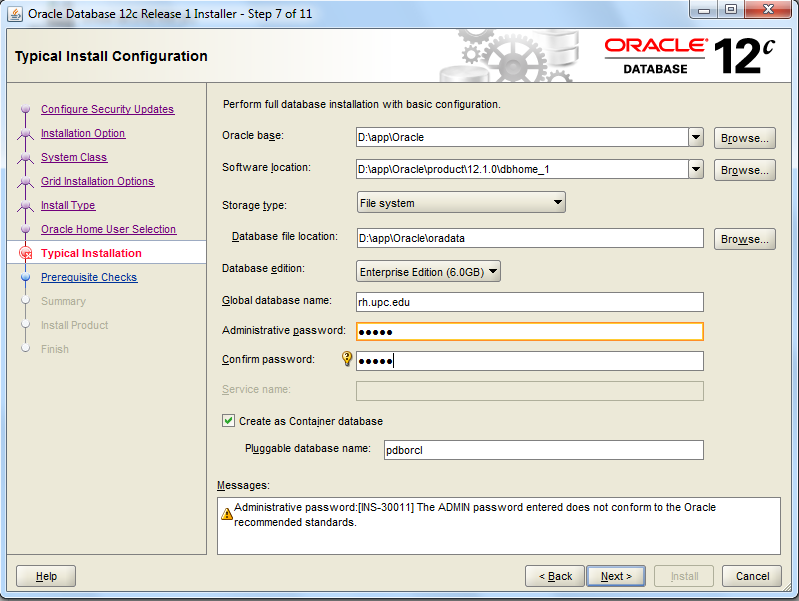 Oracle Database 12c Release 1 Installer - Step 7 of 11
Typical Install Configuration
ORACLE®
DATABASE
12c
Configure Security Updates
Installation Option
System Class
Grid Installation Options
Install Type
Oracle Home User Selection
Typical Installation
Prerequisite Checks
Summary
Install Product
Finish
Perform full database installation with basic configuration.
Oracle base:
D:\app\Oracle
Browse...
Software location:
D:\app\Oracle\product\12.1.0\dbhome_1
Browse...
Storage type:
File system
Database file location:
D:\app\Oracle\oradata
Browse...
Database edition:
Enterprise Edition (6.0GB)
Global database name:
rh.upc.edu
Administrative password:
●●●●●
Confirm password:
●●●●●
Service name:
Create as Container database
Pluggable database name:
pdborcl
Messages:
Administrative password:[INS-30011] The ADMIN password entered does not conform to the Oracle
recommended standards.
Help
< Back
Next >
Install
Cancel